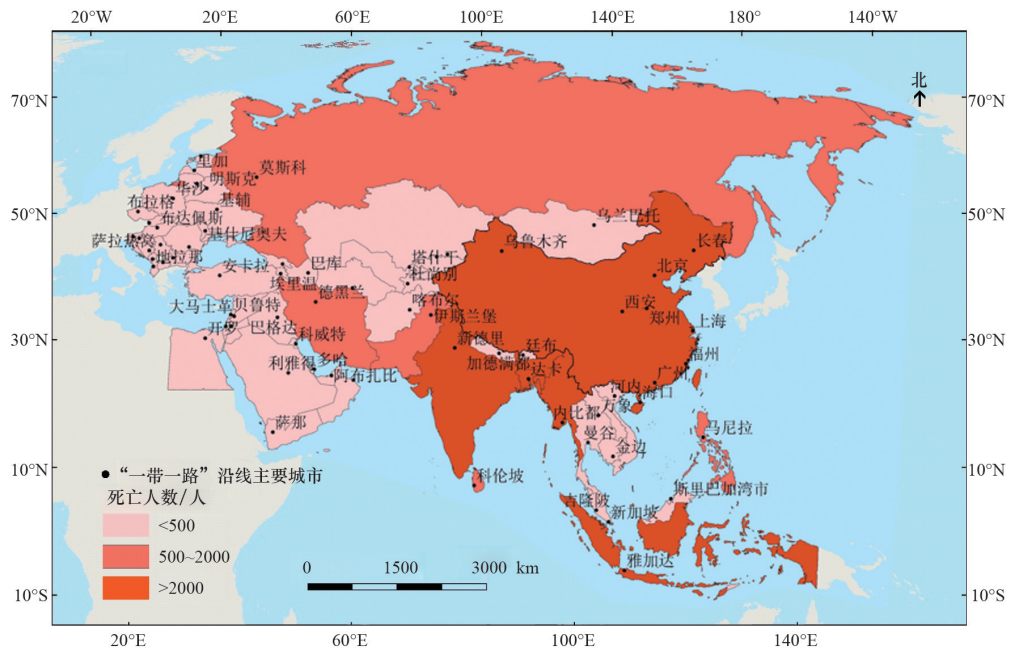 20°W 20°E 60°E 100°E 140°E 180° 140°W
北
70°N 70°N
里加
莫斯科
明斯克
华沙
基辅
布拉格
50°N 50°N
布达佩斯
乌兰巴托
基什尼奥夫
萨拉热窝
长春
乌鲁木齐
地拉那
塔什干
安卡拉
巴库
北京
杜尚别
埃里温
德黑兰
喀布尔
西安
大马士革
贝鲁特
伊斯兰堡
郑州
上海
开罗
巴格达
科威特
30°N 30°N
新德里
廷布
福州
加德满都
利雅得
多哈
阿布扎比
达卡
广州
河内
海口
内比都
万象
萨那
马尼拉
曼谷
金边
10°N 10°N
科伦坡
斯里巴加湾市
吉隆陂
新加坡
雅加达
“一带一路”沿线主要城市
死亡人数/人
<500
500~2000
>2000
0 1500 3000 km
10°S 10°S
20°E 60°E 100°E 140°E